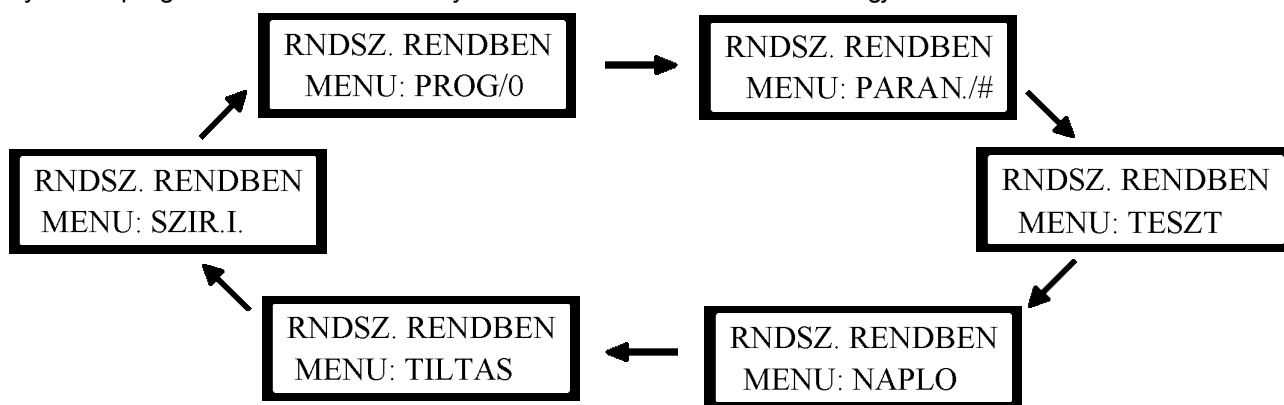 RNDSZ. RENDBEN
MENU: PROG/0
RNDSZ. RENDBEN
MENU: PARAN./#
RNDSZ. RENDBEN
MENU: TESZT
RNDSZ. RENDBEN
MENU: NAPLO
RNDSZ. RENDBEN
MENU: TILTAS
RNDSZ. RENDBEN
MENU: SZIR.I.